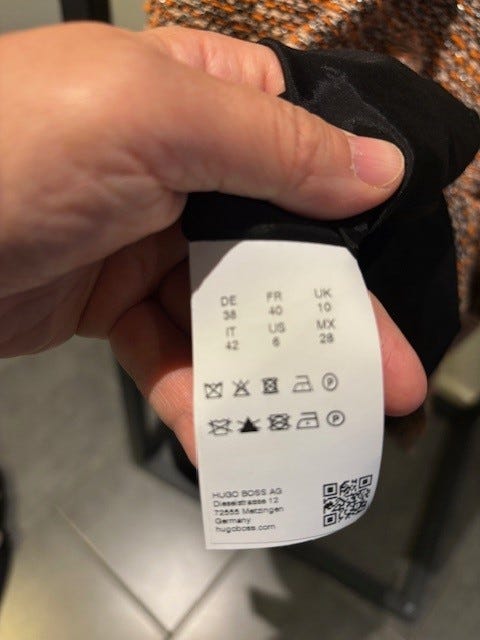 DE FR UK
38 40 10
IT US MX
42 6 28
P
P
HUGO BOSS AG
Dieselstrasse 12
72555 Metzingen
Germany
hugoboss.com